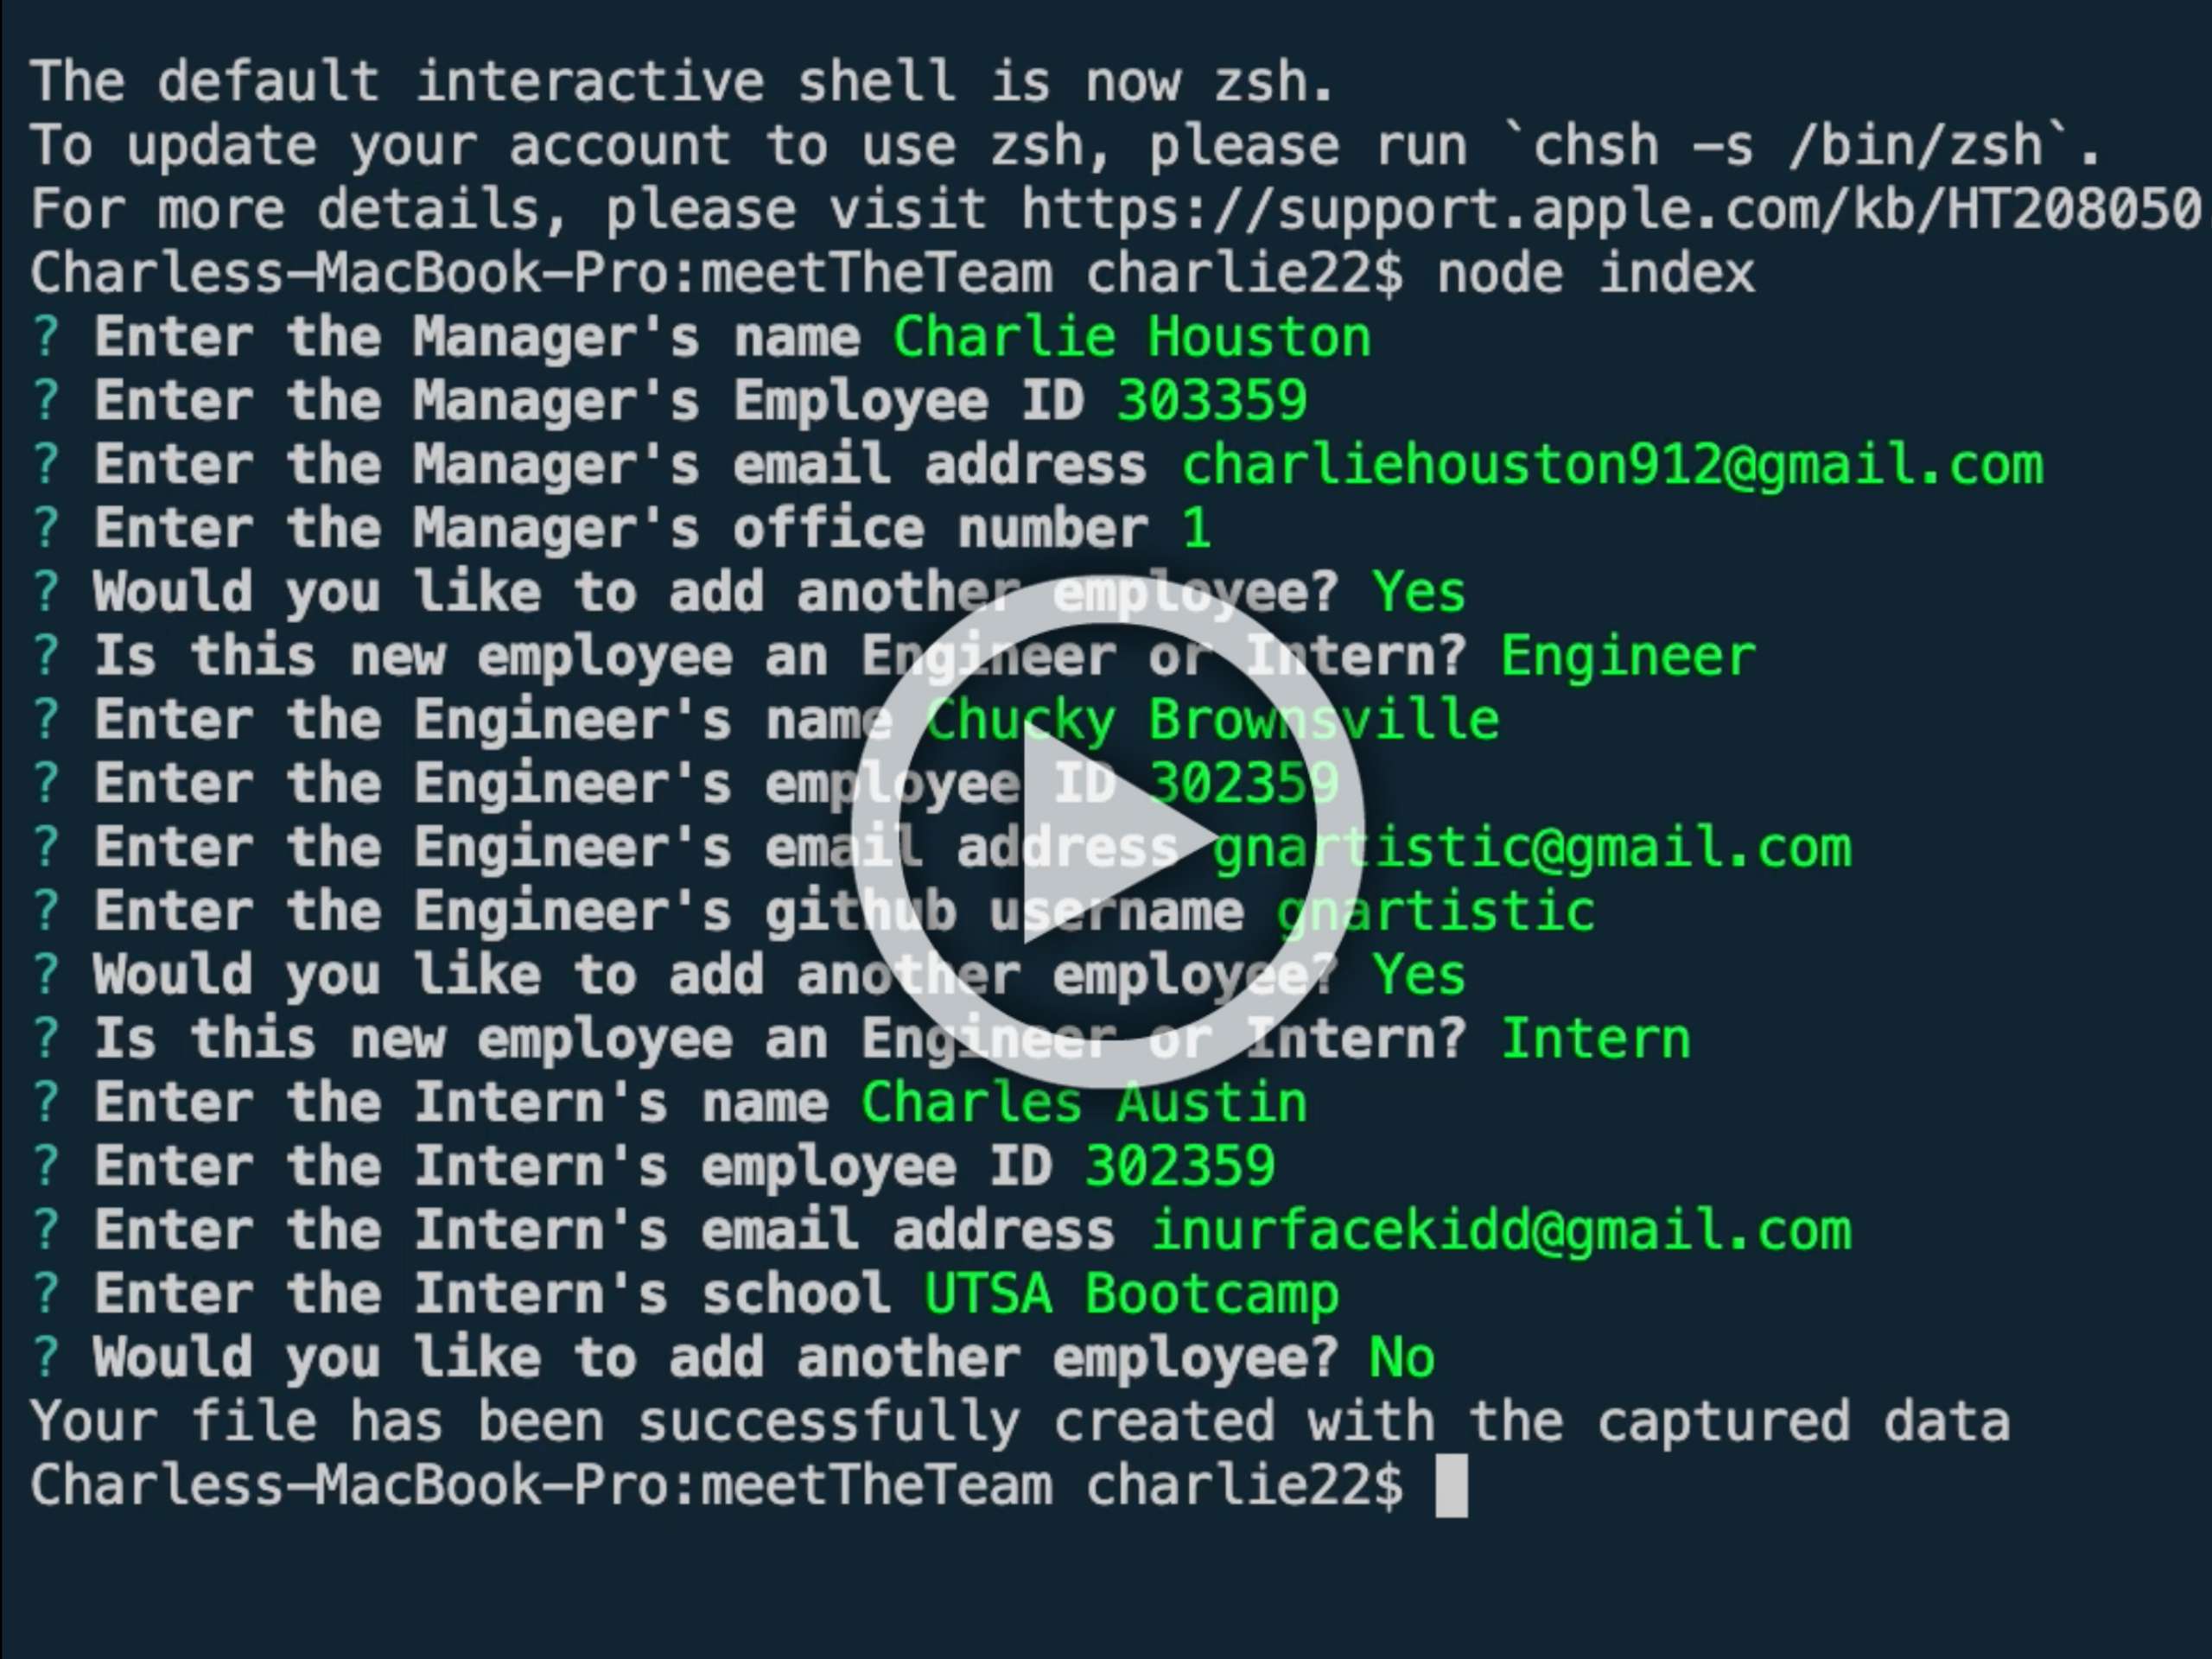 The default interactive shell is now zsh.
To update your account to use zsh, please run `chsh -s /bin/zsh`.
For more details, please visit https://support.apple.com/kb/HT208050
Charless-MacBook-Pro:meetTheTeam charlie22$ node index
? Enter the Manager's name Charlie Houston
? Enter the Manager's Employee ID 303359
? Enter the Manager's email address charliehouston912@gmail.com
? Enter the Manager's office number 1
? Would you like to add another employee? Yes
? Is this new employee an Engineer or Intern? Engineer
? Enter the Engineer's name Chucky Brownsville
? Enter the Engineer's employee ID 302359
? Enter the Engineer's email address gnartistic@gmail.com
? Enter the Engineer's github username gnartistic
? Would you like to add another employee? Yes
? Is this new employee an Engineer or Intern? Intern
? Enter the Intern's name Charles Austin
? Enter the Intern's employee ID 302359
? Enter the Intern's email address inurfacekidd@gmail.com
? Enter the Intern's school UTSA Bootcamp
? Would you like to add another employee? No
Your file has been successfully created with the captured data
Charless-MacBook-Pro:meetTheTeam charlie22$